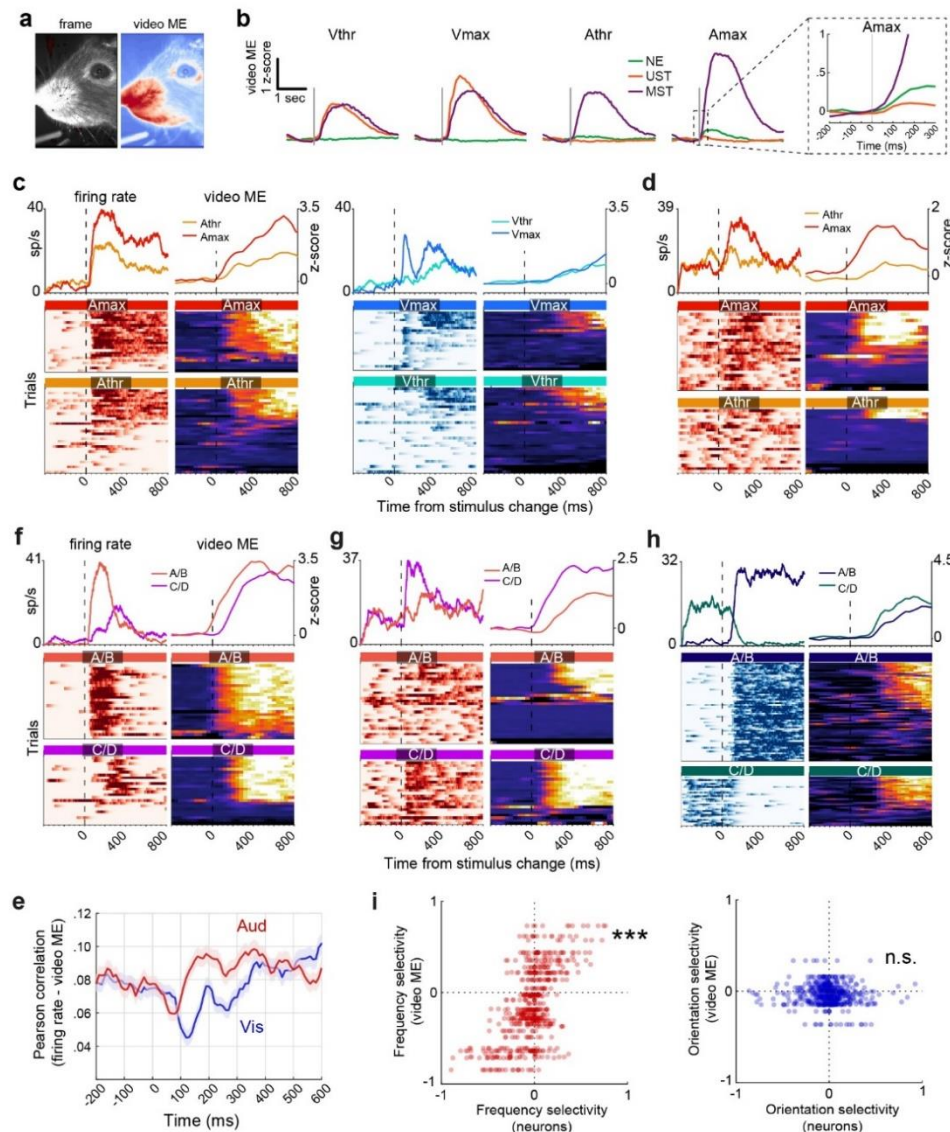 a
frame video ME
b
Vthr Vmax Athr Amax
video ME
1 z-score
1 sec
NE
UST
MST
Amax
1
.5
0
-200
0
100
200
300
Time (ms)
c
firing rate video ME
40
sp/s
0
Athr
Amax
3.5
z-score
0
Amax Amax
Athr Athr
Trials
0 400 800 0 400 800
40
0
Vthr
Vmax
3.5
0
Vmax Vmax
Vthr Vthr
0 400 800 0 400 800
Time from stimulus change (ms)
d
39
0
Athr
Amax
2
z-score
0
Amax Amax
Athr Athr
0 400 800 0 400 800
f
firing rate video ME
41
sp/s
0
A/B
C/D
3.5
z-score
0
A/B A/B
C/D C/D
Trials
0 400 800 0 400 800
g
37
0
A/B
C/D
2.5
0
A/B A/B
C/D C/D
0 400 800 0 400 800
Time from stimulus change (ms)
h
32
0
A/B
C/D
4.5
0
A/B A/B
C/D C/D
0 400 800 0 400 800
e
Pearson correlation
(firing rate - video ME)
.12
.10
.08
.06
.04
Aud
Vis
-200 -100 0 100 200 300 400 500 600
Time (ms)
i
Frequency selectivity
(video ME)
1
0
-1
***
-1 0 1
Frequency selectivity
(neurons)
Orientation selectivity
(video ME)
1
0
-1
n.s.
-1 0 1
Orientation selectivity
(neurons)